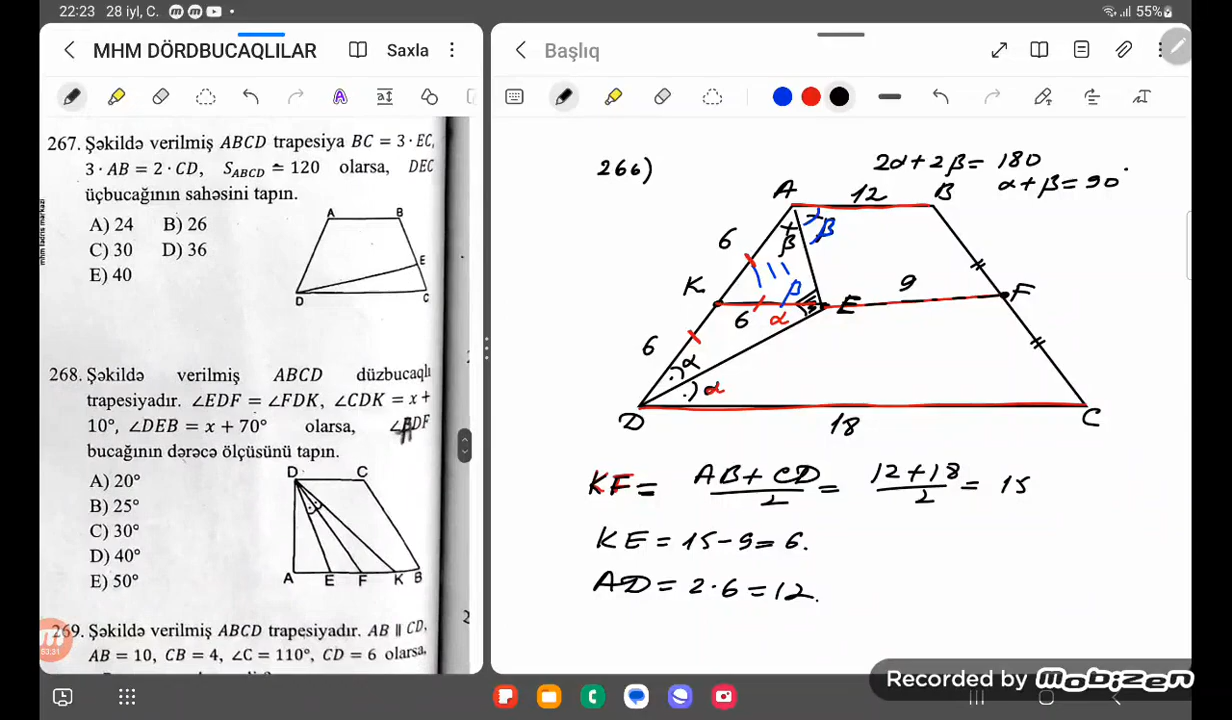 22:23 28 iyl, C.
55%
MHM DÖRDBUCAQLILAR
Saxla
Başlıq
267. Şəkildə verilmiş ABCD trapesiya BC = 3 · EC,
3 · AB = 2 · CD, S_ABCD = 120 olarsa, DEC
üçbucağının sahəsini tapın.
A) 24 B) 26
C) 30 D) 36
E) 40
A B
E
D C
mhm tədris mərkəzi
268. Şəkildə verilmiş ABCD düzbucaqlı
trapesiyadır. ∠EDF = ∠FDK, ∠CDK = x +
10°, ∠DEB = x + 70° olarsa,
bucağının dərəcə ölçüsünü tapın.
A) 20°
B) 25°
C) 30°
D) 40°
E) 50°
D C
A E F K B
269. Şəkildə verilmiş ABCD trapesiyadır. AB ∥ CD,
AB = 10, CB = 4, ∠C = 110°, CD = 6 olarsa,
53:31
266)
2α+2β= 180
α+β=90°
A 12 B
6 β β
K β 9 F
6 α E
6 α
α
D 18 C
KF = AB+CD/2 = 12+18/2 = 15
KE = 15-9=6.
AD = 2·6=12.
Recorded by mobizen